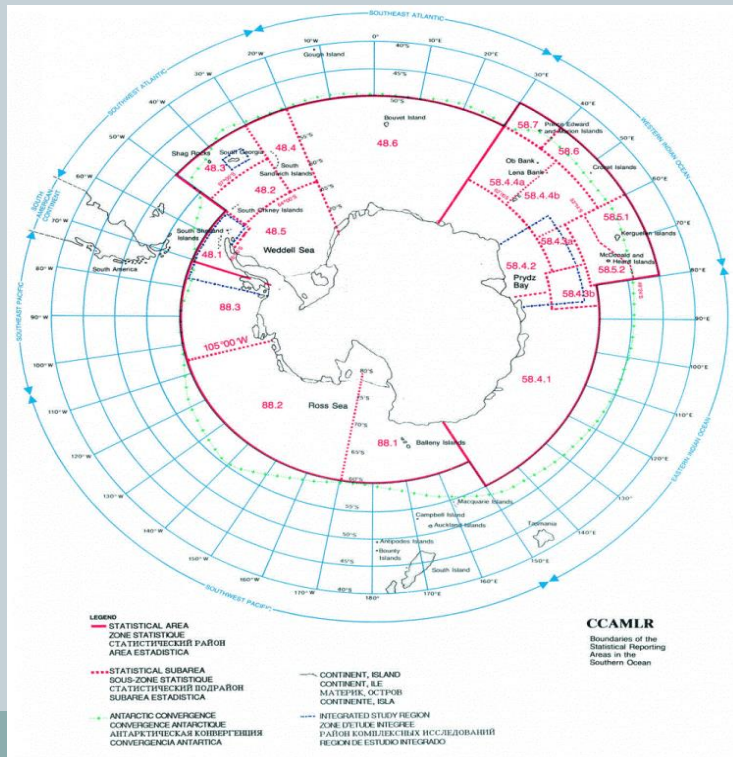 SOUTHEAST ATLANTIC
SOUTHWEST ATLANTIC
WESTERN INDIAN OCEAN
EASTERN INDIAN OCEAN
SOUTHWEST PACIFIC
SOUTHEAST PACIFIC
SOUTH AMERICAN CONTINENT
Gough Island
40°W
30°W
20°W
10°W
0°
10°E
20°E
30°E
40°E
50°E
60°E
70°E
80°E
90°E
100°E
110°E
120°E
130°
140°E
150°E
160°E
170°E
180°
170°W
160°W
150°W
140°W
130°W
120°W
110°W
100°W
90°W
80°W
70°W
60°W
50°W
40°S
45°S
50°S
Bouvet Island
48.6
48.4
South Sandwich Islands
Shag Rocks
South Georgia
48.3
48.2
South Orkney Islands
48.5
Weddell Sea
South Shetland Islands
48.1
South America
88.3
105°00'W
88.2
Ross Sea
88.1
Balleny Islands
80°S
75°S
70°S
65°S
60°S
55°S
50°S
45°S
40°S
58.7
Prince Edward and Marion Islands
58.6
Crozet Islands
Ob Bank
Lena Bank
58.4.4a
58.4.4b
58.5.1
Kerguelen Islands
McDonald and Heard Islands
58.5.2
58.4.3a
58.4.2
Prydz Bay
58.4.3b
58.4.1
Macquarie Islands
Campbell Island
Auckland Islands
Tasmania
Antipodes Islands
Bounty Islands
South Island
LEGEND
STATISTICAL AREA
ZONE STATISTIQUE
СТАТИСТИЧЕСКИЙ РАЙОН
AREA ESTADISTICA
STATISTICAL SUBAREA
SOUS-ZONE STATISTIQUE
СТАТИСТИЧЕСКИЙ ПОДРАЙОН
SUBAREA ESTADISTICA
ANTARCTIC CONVERGENCE
CONVERGENCE ANTARCTIQUE
АНТАРКТИЧЕСКАЯ КОНВЕРГЕНЦИЯ
CONVERGENCIA ANTARTICA
CONTINENT, ISLAND
CONTINENT, ILE
МАТЕРИК, ОСТРОВ
CONTINENTE, ISLA
INTEGRATED STUDY REGION
ZONE D'ETUDE INTEGREE
РАЙОН КОМПЛЕКСНЫХ ИССЛЕДОВАНИЙ
REGION DE ESTUDIO INTEGRADO
CCAMLR
Boundaries of the
Statistical Reporting
Areas in the
Southern Ocean